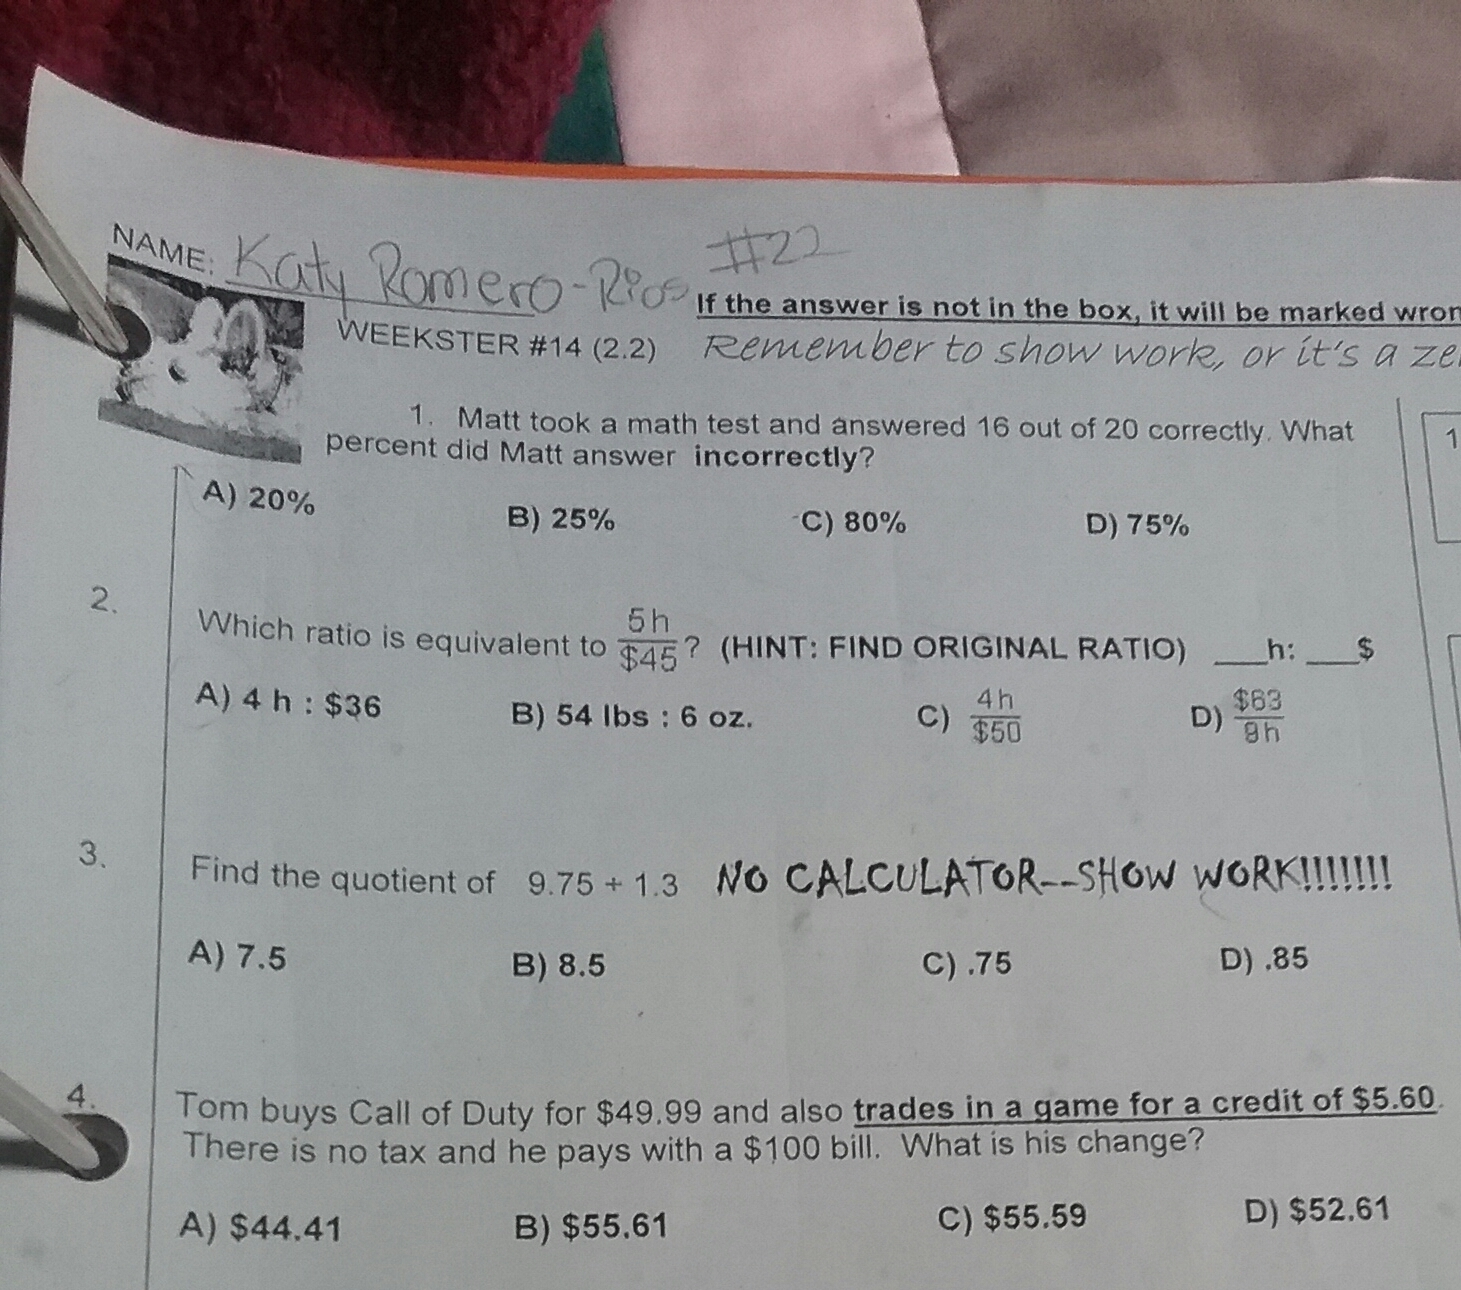 NAME: Katy Romero-Rios #22
If the answer is not in the box, it will be marked
WEEKSTER #14 (2.2) Remember to show work, or it's a
1. Matt took a math test and answered 16 out of 20 correctly. What
percent did Matt answer incorrectly?
1
A) 20% B) 25% C) 80% D) 75%
2.
Which ratio is equivalent to 5h/$45? (HINT: FIND ORIGINAL RATIO) ___h: ___$
A) 4 h : $36 B) 54 lbs : 6 oz. C) 4h/$50 D) $63/9h
3.
Find the quotient of 9.75 ÷ 1.3 NO CALCULATOR--SHOW WORK!!!!!!!
A) 7.5 B) 8.5 C) .75 D) .85
4.
Tom buys Call of Duty for $49.99 and also trades in a game for a credit of $5.60.
There is no tax and he pays with a $100 bill. What is his change?
A) $44.41 B) $55.61 C) $55.59 D) $52.61